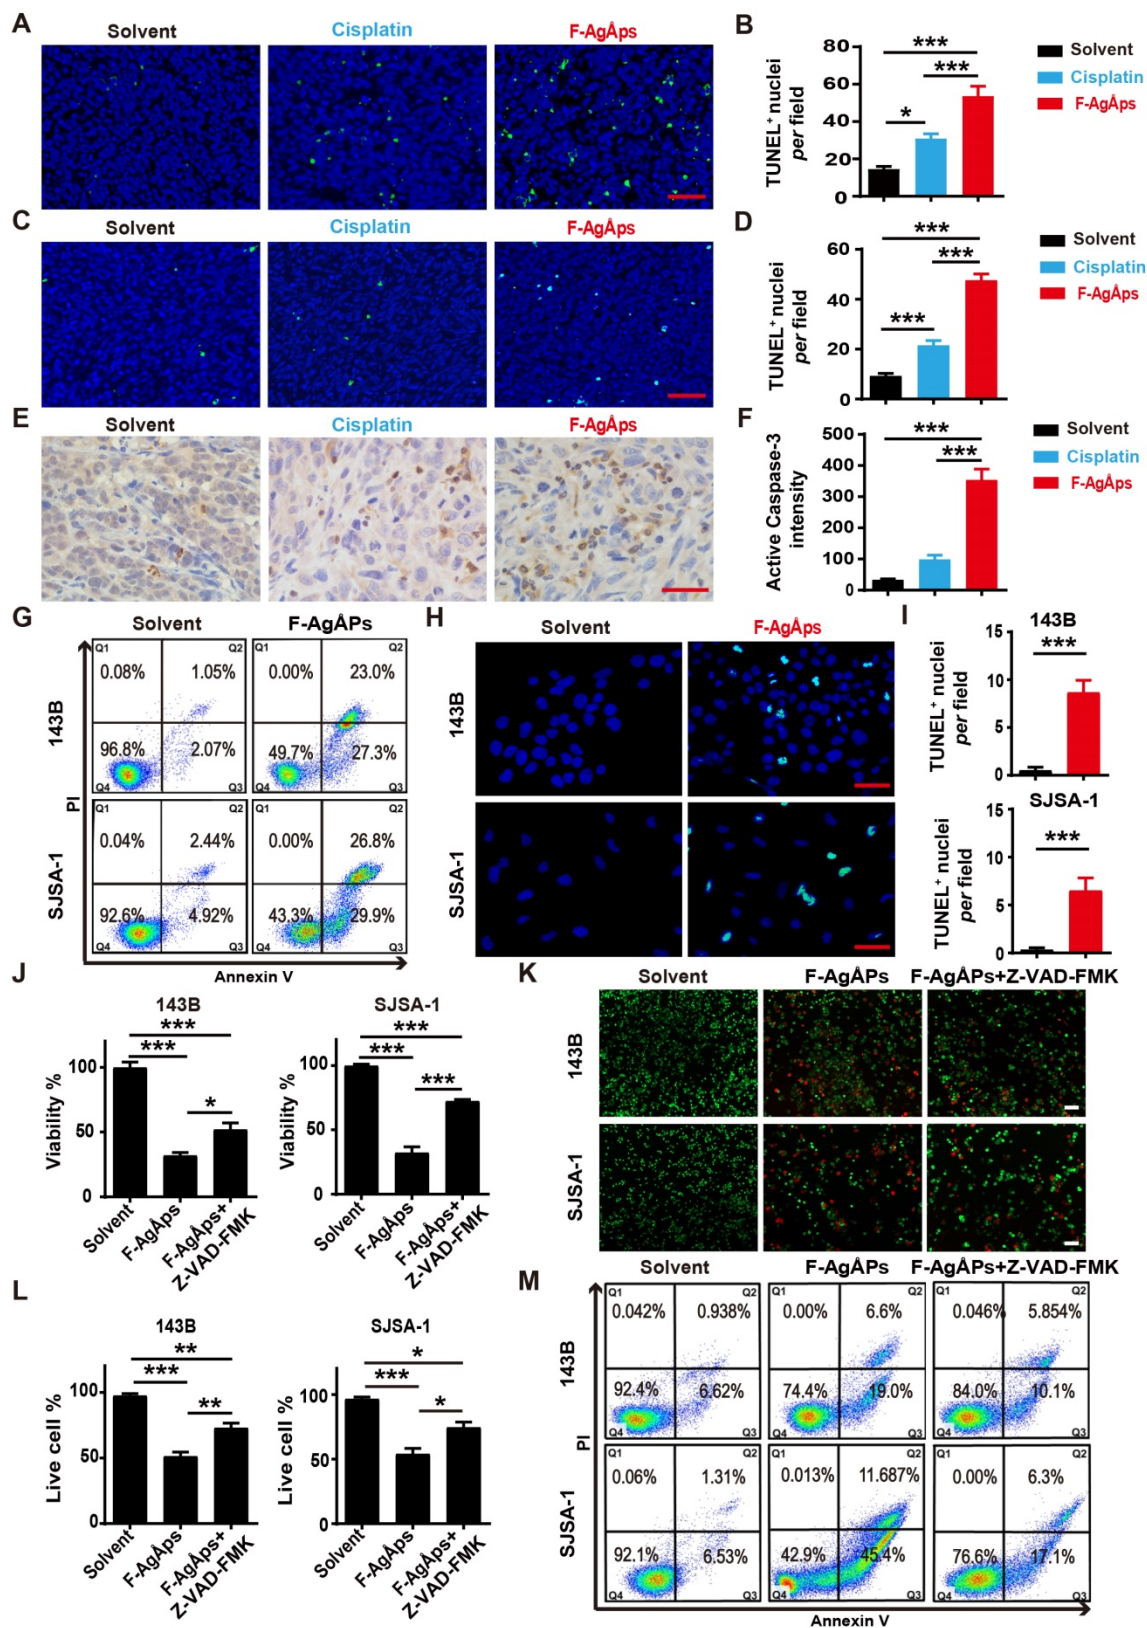 A
Solvent
Cisplatin
F-AgÅps
B
80
60
40
20
0
TUNEL⁺ nuclei
per field
***
***
*
Solvent
Cisplatin
F-AgÅps
C
Solvent
Cisplatin
F-AgÅps
D
60
40
20
0
TUNEL⁺ nuclei
per field
***
***
***
Solvent
Cisplatin
F-AgÅps
E
Solvent
Cisplatin
F-AgÅps
F
500
400
300
200
100
0
Active Caspase-3
intensity
***
***
Solvent
Cisplatin
F-AgÅps
G
Solvent
F-AgÅPs
143B
Q1
Q2
0.08%
1.05%
96.8%
2.07%
Q4
Q3
Q1
Q2
0.00%
23.0%
49.7%
27.3%
Q4
Q3
PI
SJSA-1
Q1
Q2
0.04%
2.44%
92.6%
4.92%
Q4
Q3
Q1
Q2
0.00%
26.8%
43.3%
29.9%
Q4
Q3
Annexin V
H
Solvent
F-AgÅPs
143B
SJSA-1
I
143B
15
10
5
0
TUNEL⁺ nuclei
per field
***
SJSA-1
15
10
5
0
TUNEL⁺ nuclei
per field
***
J
143B
Viability %
100
50
0
***
***
*
Solvent
F-AgÅps
F-AgÅps+
Z-VAD-FMK
SJSA-1
Viability %
100
50
0
***
***
***
Solvent
F-AgÅps
F-AgÅps+
Z-VAD-FMK
K
Solvent
F-AgÅPs
F-AgÅPs+Z-VAD-FMK
143B
SJSA-1
L
143B
Live cell %
100
50
0
**
***
**
Solvent
F-AgÅps
F-AgÅps+
Z-VAD-FMK
SJSA-1
Live cell %
100
50
0
*
***
*
Solvent
F-AgÅps
F-AgÅps+
Z-VAD-FMK
M
Solvent
F-AgÅPs
F-AgÅPs+Z-VAD-FMK
143B
Q1
Q2
0.042%
0.938%
92.4%
6.62%
Q4
Q3
Q1
Q2
0.00%
6.6%
74.4%
19.0%
Q4
Q3
Q1
Q2
0.046%
5.854%
84.0%
10.1%
Q4
Q3
PI
SJSA-1
Q1
Q2
0.06%
1.31%
92.1%
6.53%
Q4
Q3
Q1
Q2
0.013%
11.687%
42.9%
45.4%
Q4
Q3
Q1
Q2
0.00%
6.3%
76.6%
17.1%
Q4
Q3
Annexin V